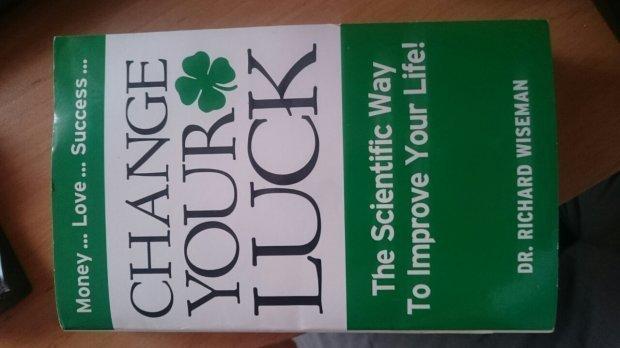 Money ... Love ... Success ...
CHANGE
YOUR
LUCK
The Scientific Way
To Improve Your Life!
DR. RICHARD WISEMAN